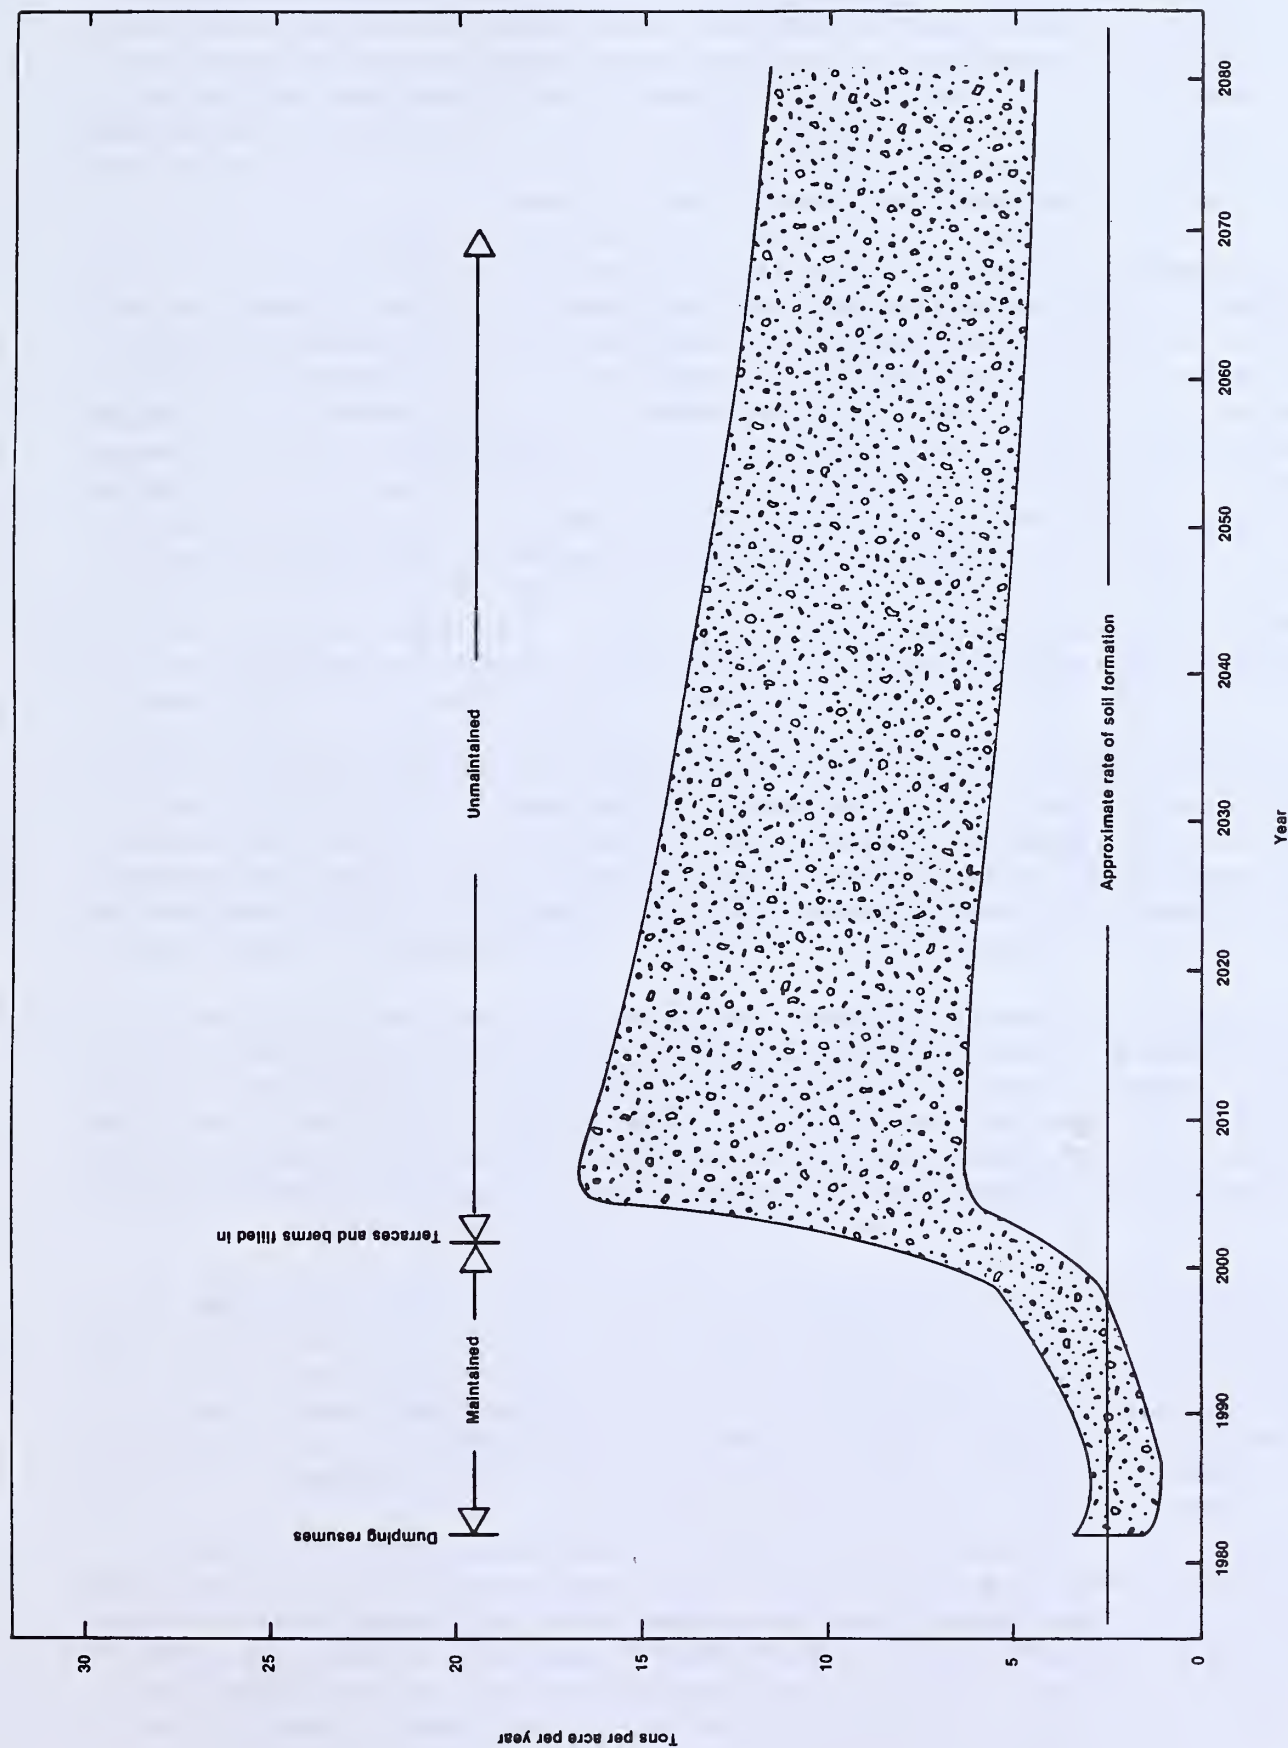 Tons per acre per year
30
25
20
15
10
5
0
Dumping resumes
Maintained
Terraces and berms filled in
Unmaintained
Approximate rate of soil formation
1980
1990
2000
2010
2020
2030
2040
2050
2060
2070
2080
Year